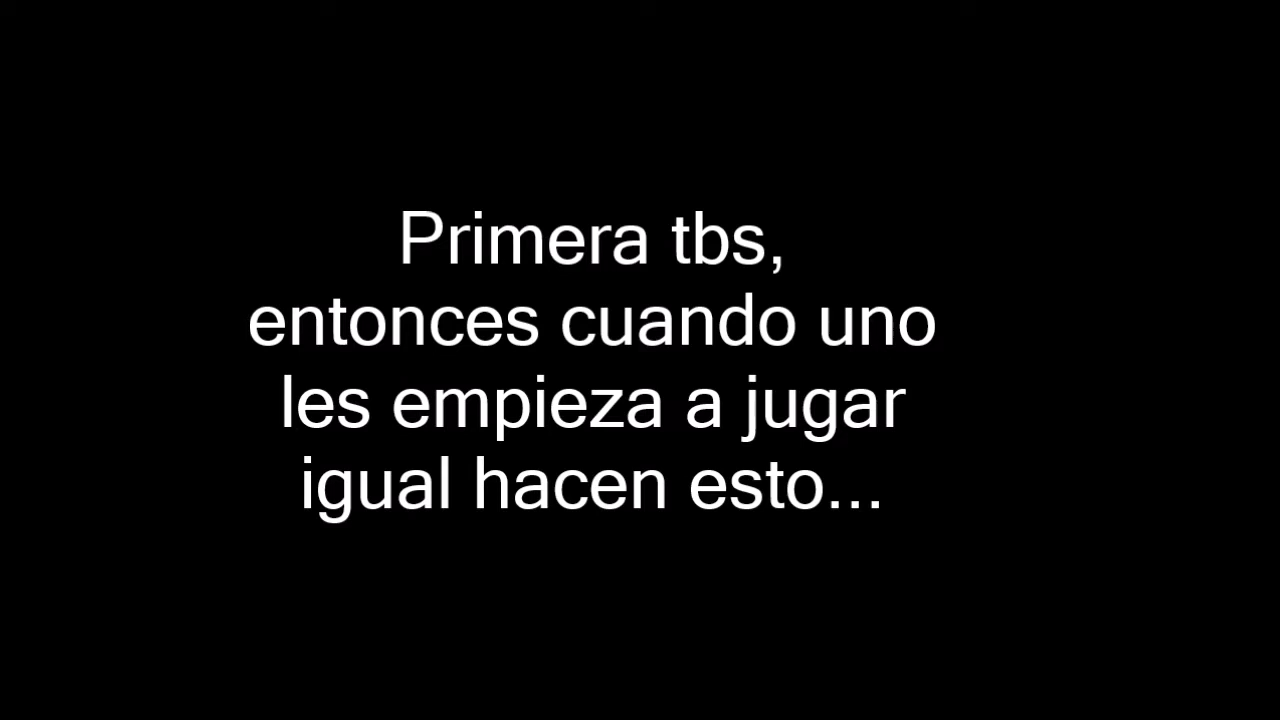 Primera tbs,
entonces cuando uno
les empieza a jugar
igual hacen esto...